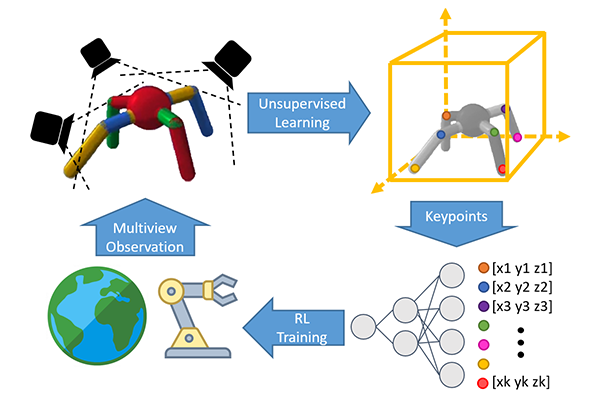 Unsupervised
Learning
Keypoints
[x1 y1 z1]
[x2 y2 z2]
[x3 y3 z3]
[xk yk zk]
RL
Training
Multiview
Observation